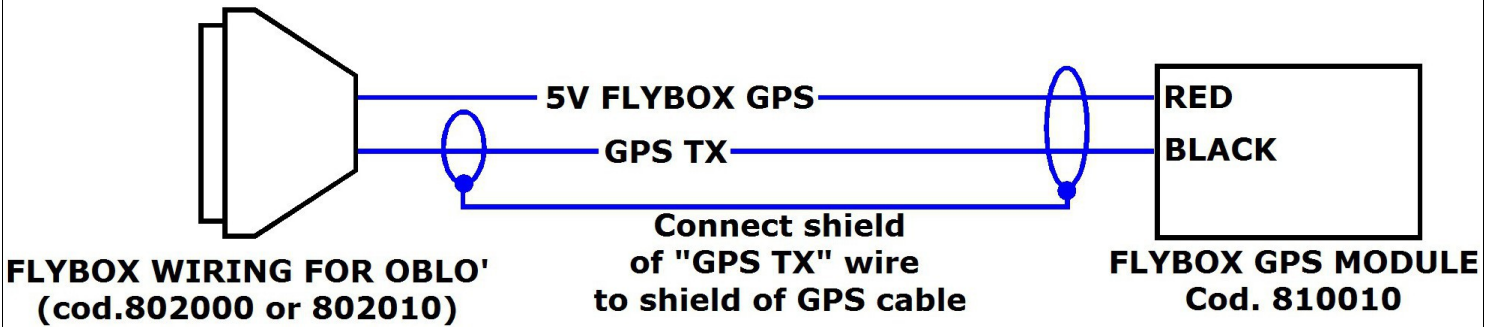 5V FLYBOX GPS
RED
GPS TX
BLACK
Connect shield
of "GPS TX" wire
to shield of GPS cable
FLYBOX WIRING FOR OBLO'
(cod.802000 or 802010)
FLYBOX GPS MODULE
Cod. 810010